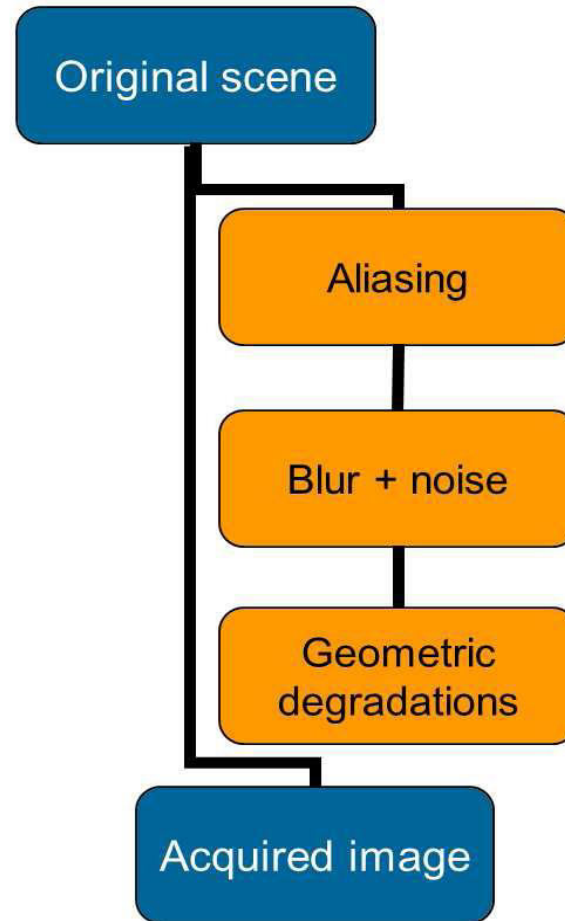 Original scene
Aliasing
Blur + noise
Geometric
degradations
Acquired image